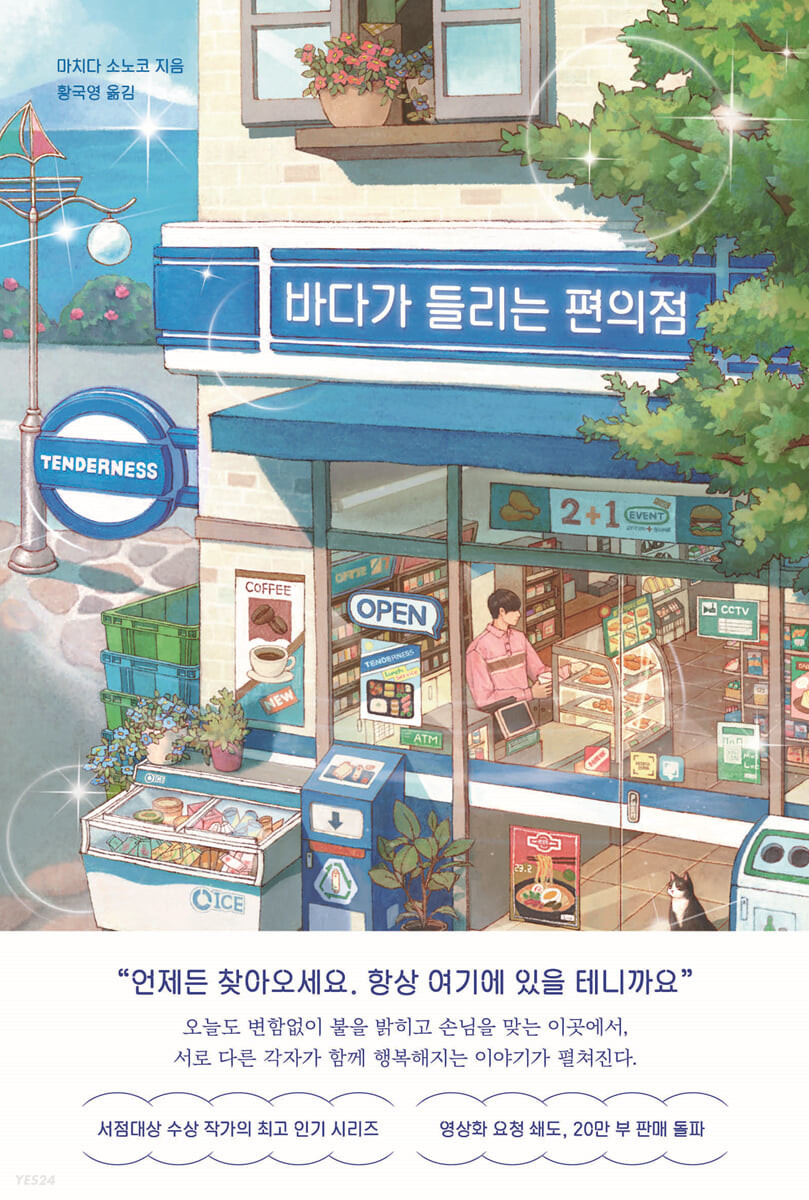 마치다 소노코 지음
황국영 옮김
바다가 들리는 편의점
TENDERNESS
2+1
EVENT
COFFEE
NEW
OPEN
TENDERNESS
ATM
CCTV
ICE
ICE
23.2
“언제든 찾아오세요. 항상 여기에 있을 테니까요”
오늘도 변함없이 불을 밝히고 손님을 맞는 이곳에서,
서로 다른 각자가 함께 행복해지는 이야기가 펼쳐진다.
서점대상 수상 작가의 최고 인기 시리즈
영상화 요청 쇄도, 20만 부 판매 돌파
YES24